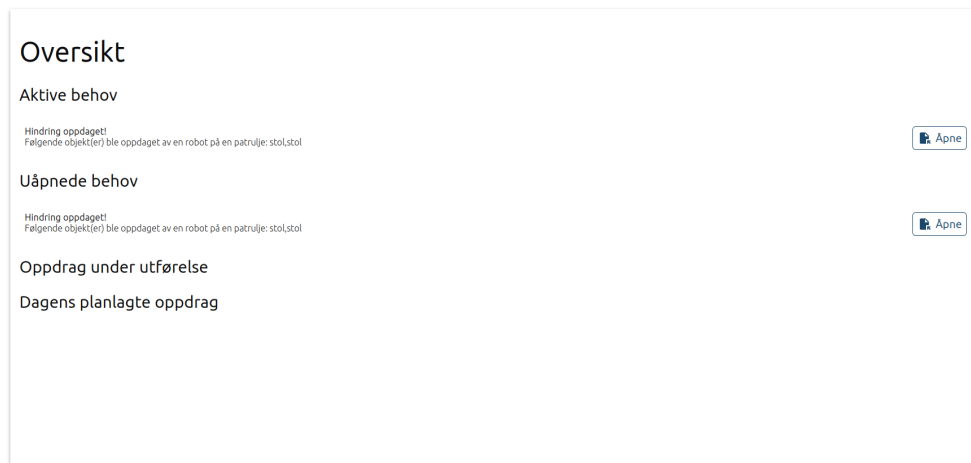 Oversikt
Aktive behov
Hindring oppdaget!
Følgende objekt(er) ble oppdaget av en robot på en patrulje: stol,stol
Åpne
Uåpnede behov
Hindring oppdaget!
Følgende objekt(er) ble oppdaget av en robot på en patrulje: stol,stol
Åpne
Oppdrag under utførelse
Dagens planlagte oppdrag